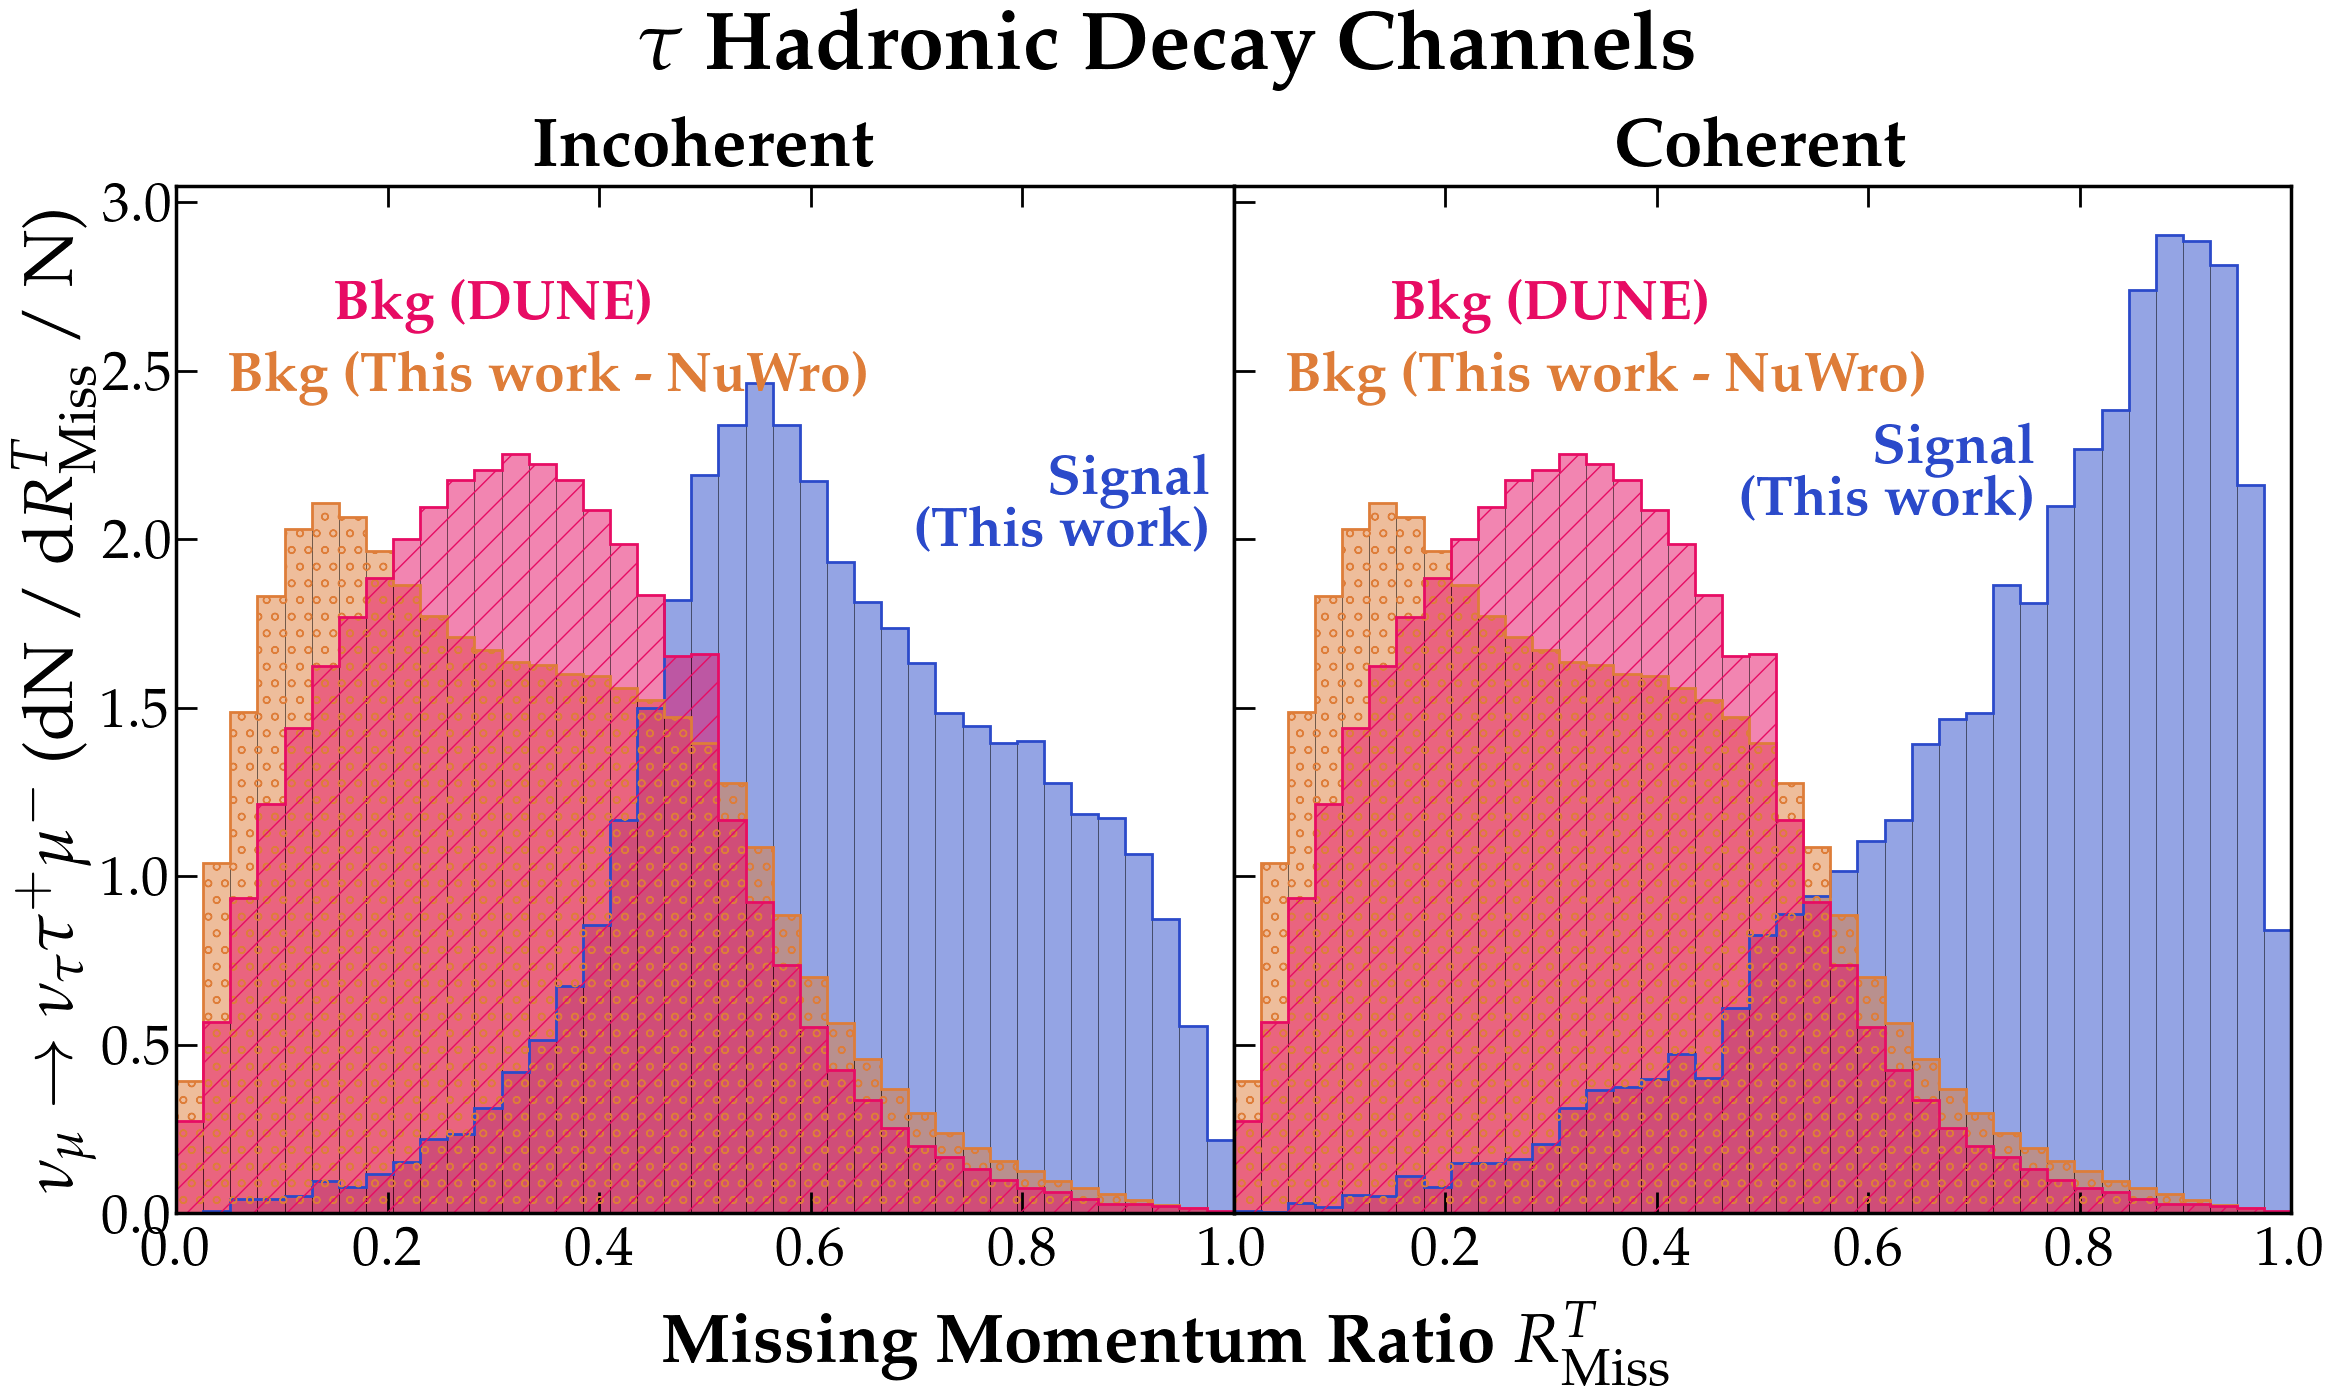 τ Hadronic Decay Channels
Incoherent
Coherent
ν_μ → ν_τ τ⁺ μ⁻ (dN / dR^T_Miss / N)
3.0
2.5
2.0
1.5
1.0
0.5
0.0
Bkg (DUNE)
Bkg (This work - NuWro)
Signal
(This work)
Bkg (DUNE)
Bkg (This work - NuWro)
Signal
(This work)
0.0 0.2 0.4 0.6 0.8 1.0 0.2 0.4 0.6 0.8 1.0
Missing Momentum Ratio R^T_Miss